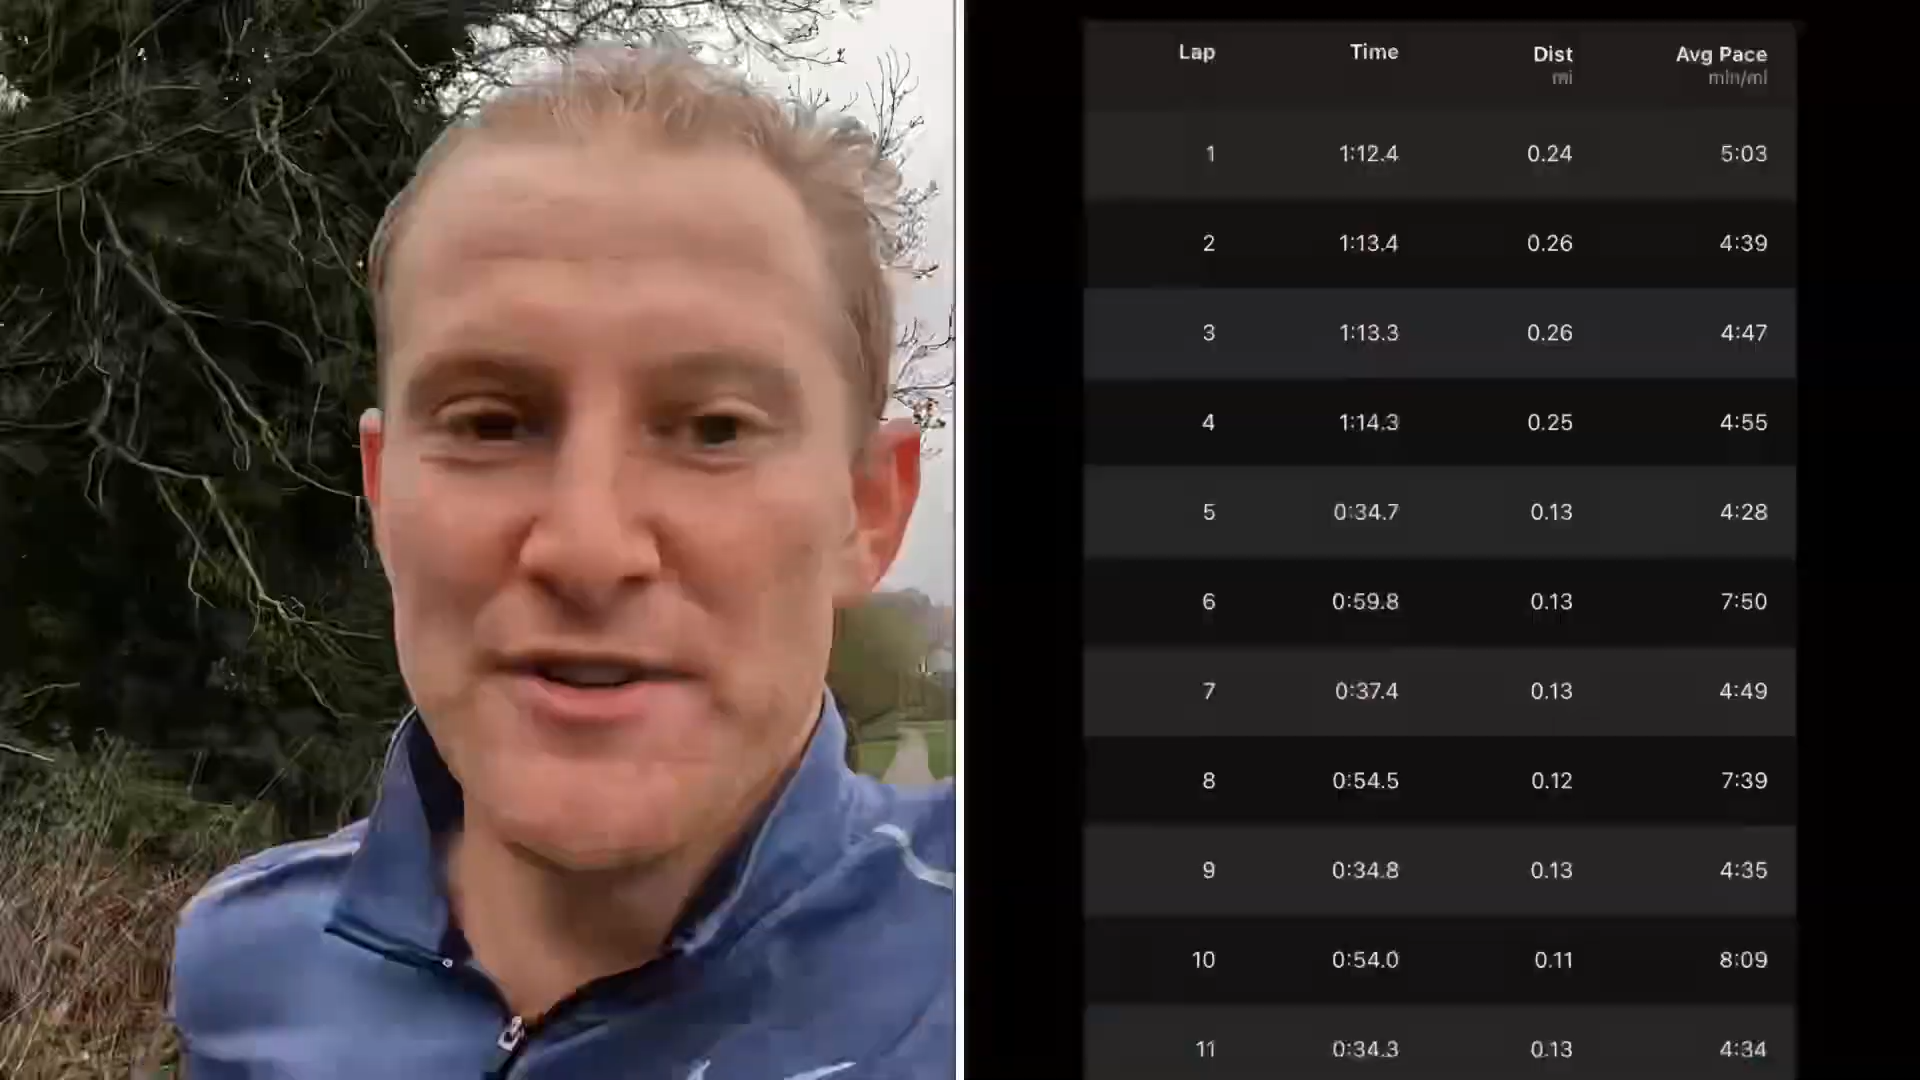 Lap Time Dist Avg Pace
mi min/mi
1 1:12.4 0.24 5:03
2 1:13.4 0.26 4:39
3 1:13.3 0.26 4:47
4 1:14.3 0.25 4:55
5 0:34.7 0.13 4:28
6 0:59.8 0.13 7:50
7 0:37.4 0.13 4:49
8 0:54.5 0.12 7:39
9 0:34.8 0.13 4:35
10 0:54.0 0.11 8:09
11 0:34.3 0.13 4:34